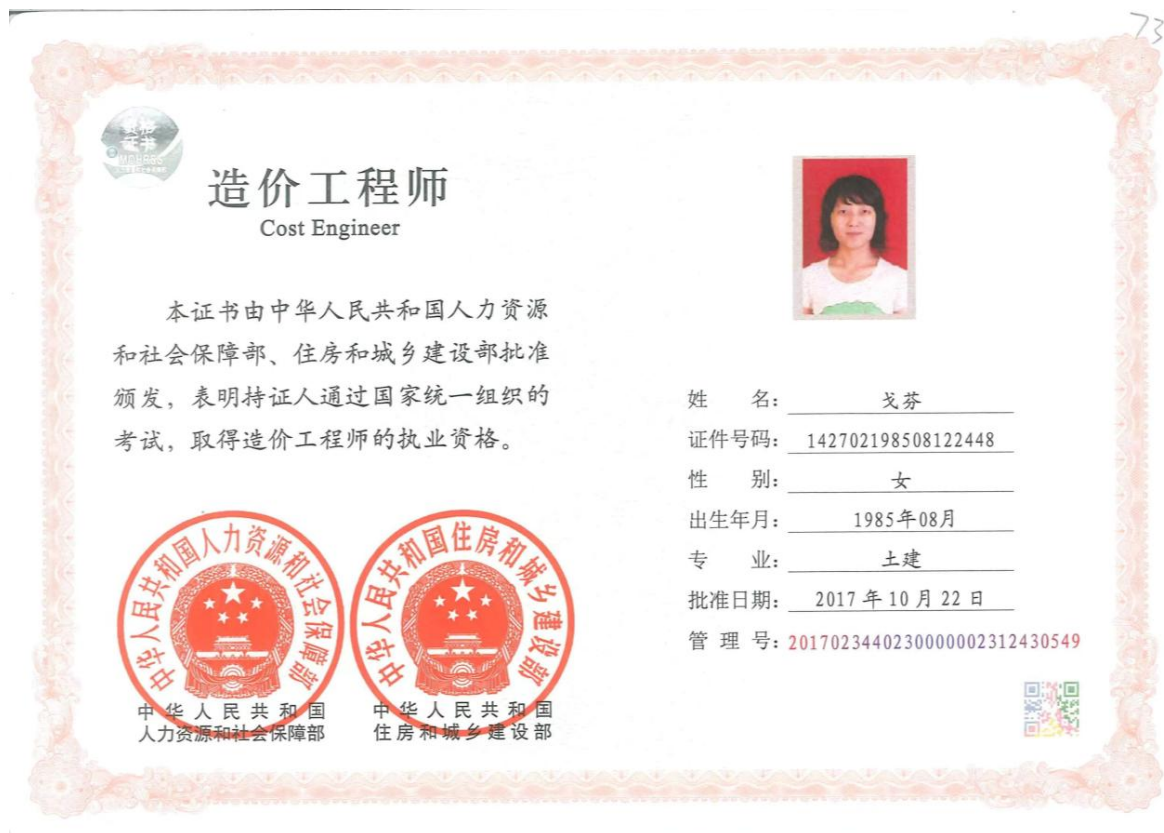 73
资格
证书
MOHRSS
造价工程师
Cost Engineer
本证书由中华人民共和国人力资源
和社会保障部、住房和城乡建设部批准
颁发，表明持证人通过国家统一组织的
考试，取得造价工程师的执业资格。
姓 名：戈芬
证件号码：142702198508122448
性 别：女
出生年月：1985年08月
专 业：土建
批准日期：2017年10月22日
管 理 号：2017023440230000002312430549
中华人民共和国人力资源和社会保障部
中华人民共和国住房和城乡建设部
中华人民共和国
人力资源和社会保障部
中华人民共和国
住房和城乡建设部